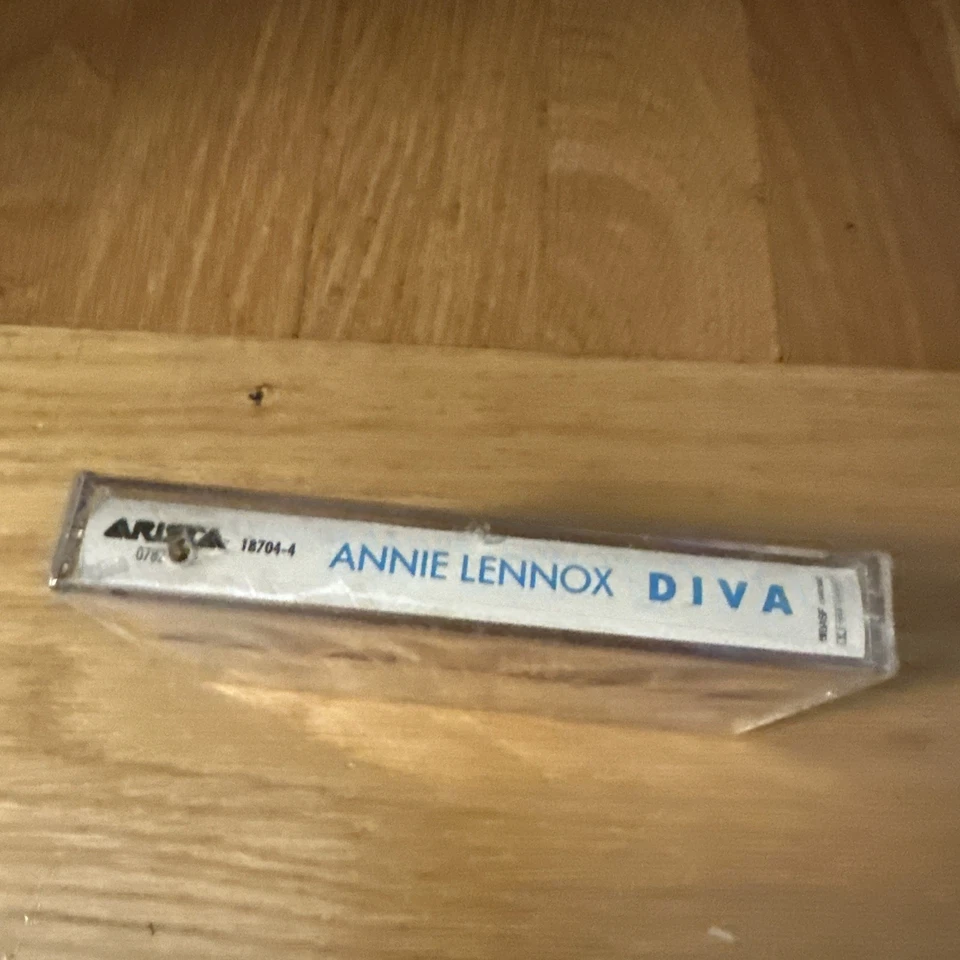 ARISTA
18704-4
ANNIE LENNOX DIVA